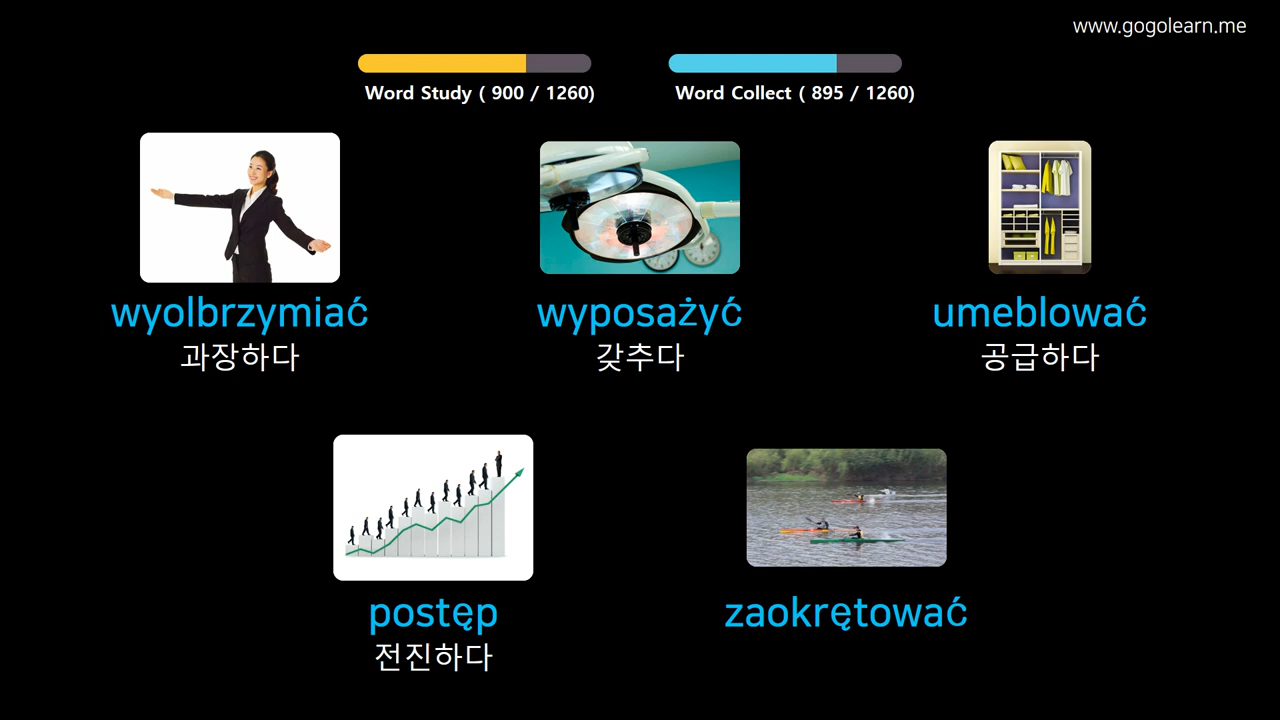 www.gogolearn.me
Word Study ( 900 / 1260)
Word Collect ( 895 / 1260)
wyolbrzymiać
과장하다
wyposażyć
갖추다
umeblować
공급하다
postęp
전진하다
zaokrętować